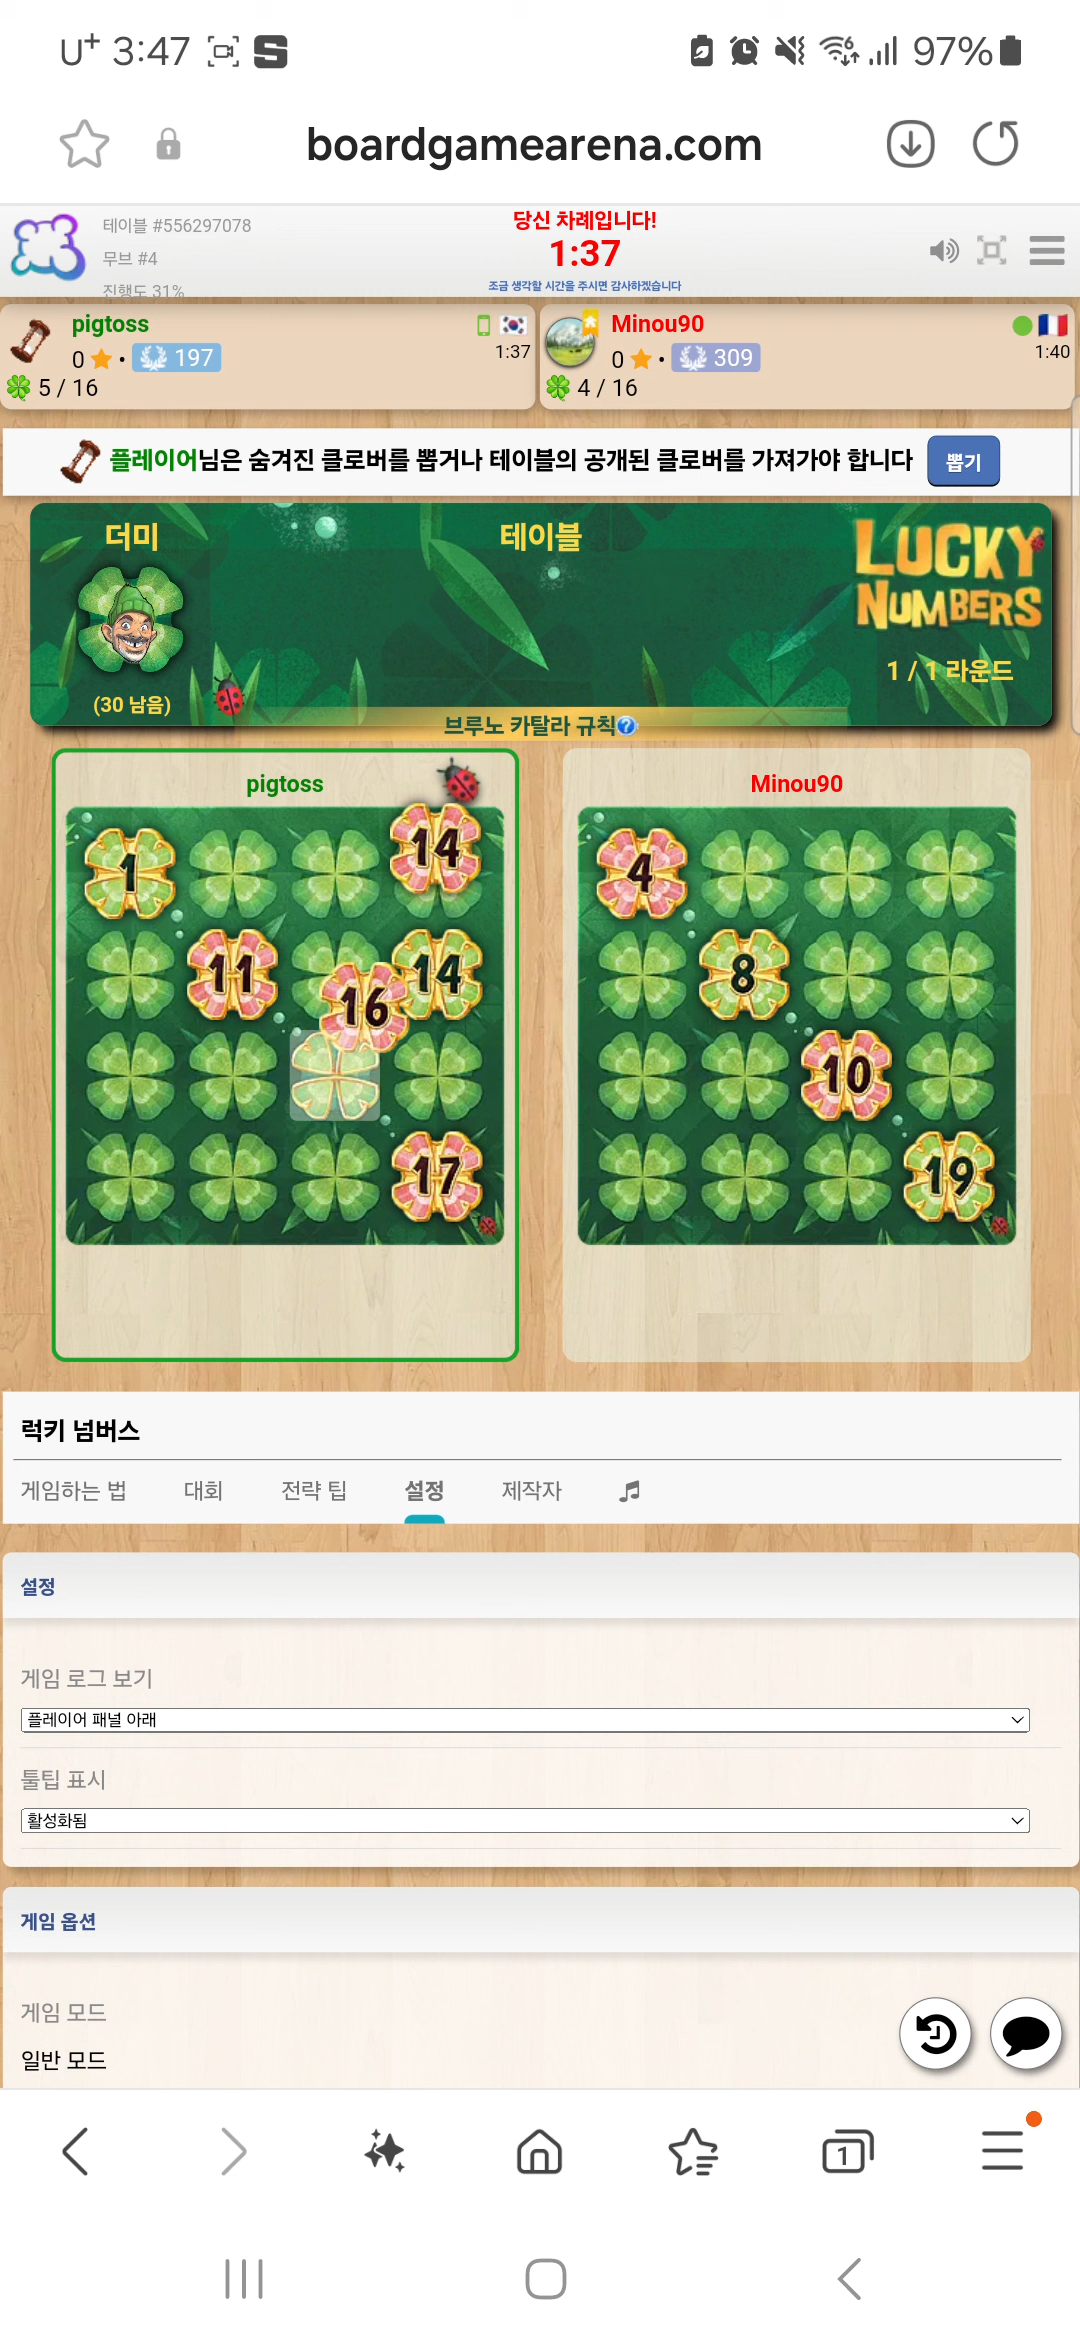 U+ 3:47 97%
boardgamearena.com
테이블 #556297078
무브 #4
진행도 31%
당신 차례입니다!
1:37
조금 생각할 시간을 주시면 감사하겠습니다
pigtoss
0 • 197
1:37
5 / 16
Minou90
0 • 309
1:40
4 / 16
플레이어님은 숨겨진 클로버를 뽑거나 테이블의 공개된 클로버를 가져가야 합니다 뽑기
더미
(30 남음)
테이블
LUCKY
NUMBERS
1 / 1 라운드
브루노 카탈라 규칙?
pigtoss
1 14
11 14
16
17
Minou90
4
8
10
19
럭키 넘버스
게임하는 법 대회 전략 팁 설정 제작자
설정
게임 로그 보기
플레이어 패널 아래
툴팁 표시
활성화됨
게임 옵션
게임 모드
일반 모드
1